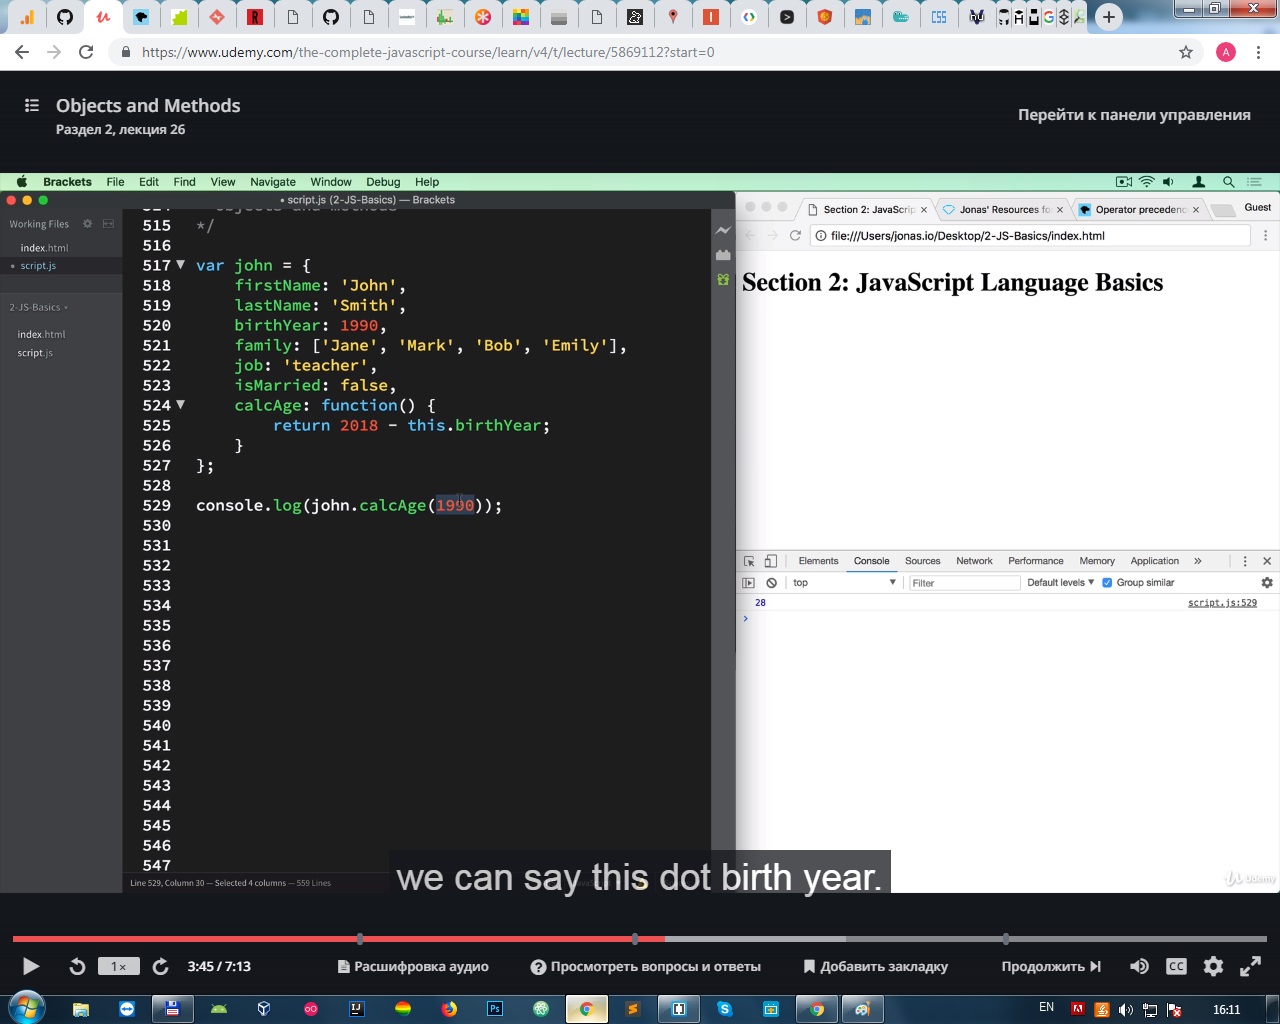 https://www.udemy.com/the-complete-javascript-course/learn/v4/t/lecture/5869112?start=0
A
Objects and Methods
Раздел 2, лекция 26
Перейти к панели управления
Brackets File Edit Find View Navigate Window Debug Help
• script.js (2-JS-Basics) — Brackets
Working Files
index.html
• script.js
2-JS-Basics
index.html
script.js
515 */
516
517 var john = {
518 firstName: 'John',
519 lastName: 'Smith',
520 birthYear: 1990,
521 family: ['Jane', 'Mark', 'Bob', 'Emily'],
522 job: 'teacher',
523 isMarried: false,
524 calcAge: function() {
525 return 2018 - this.birthYear;
526 }
527 };
528
529 console.log(john.calcAge(1990));
530
531
532
533
534
535
536
537
538
539
540
541
542
543
544
545
546
547
Line 529, Column 30 — Selected 4 columns — 559 Lines
Section 2: JavaScrip
Jonas' Resources fo
Operator precedenc
Guest
file:///Users/jonas.io/Desktop/2-JS-Basics/index.html
Section 2: JavaScript Language Basics
Elements Console Sources Network Performance Memory Application »
top Filter Default levels Group similar
28 script.js:529
we can say this dot birth year.
Udemy
1x 3:45 / 7:13 Расшифровка аудио Просмотреть вопросы и ответы Добавить закладку Продолжить CC
EN 16:11